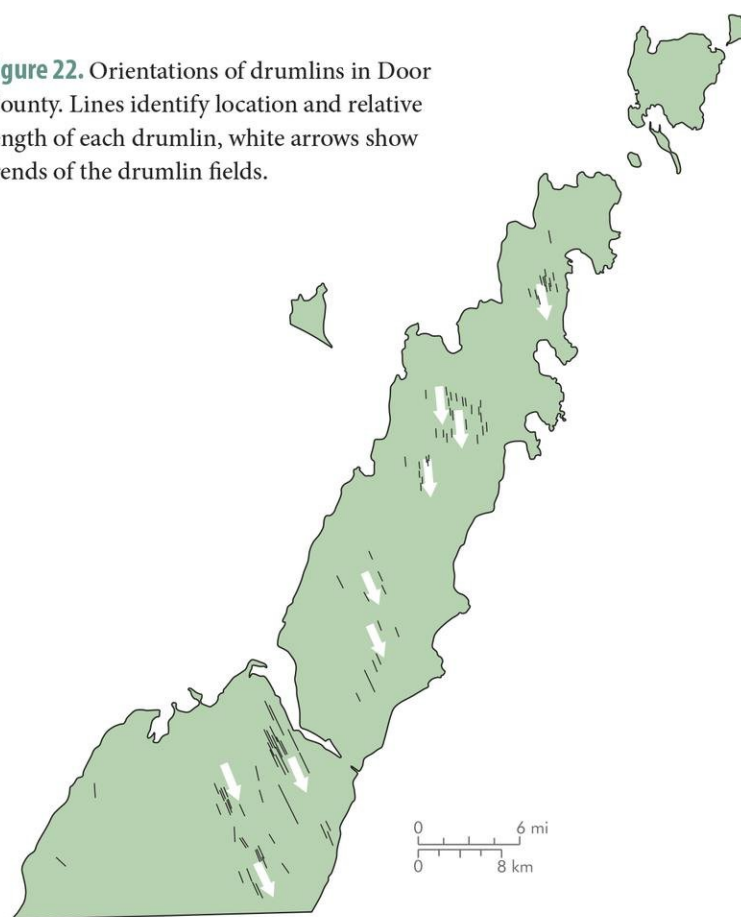 gure 22. Orientations of drumlins in Door
ounty. Lines identify location and relative
ngth of each drumlin, white arrows show
ends of the drumlin fields.
0 6 mi
0 8 km